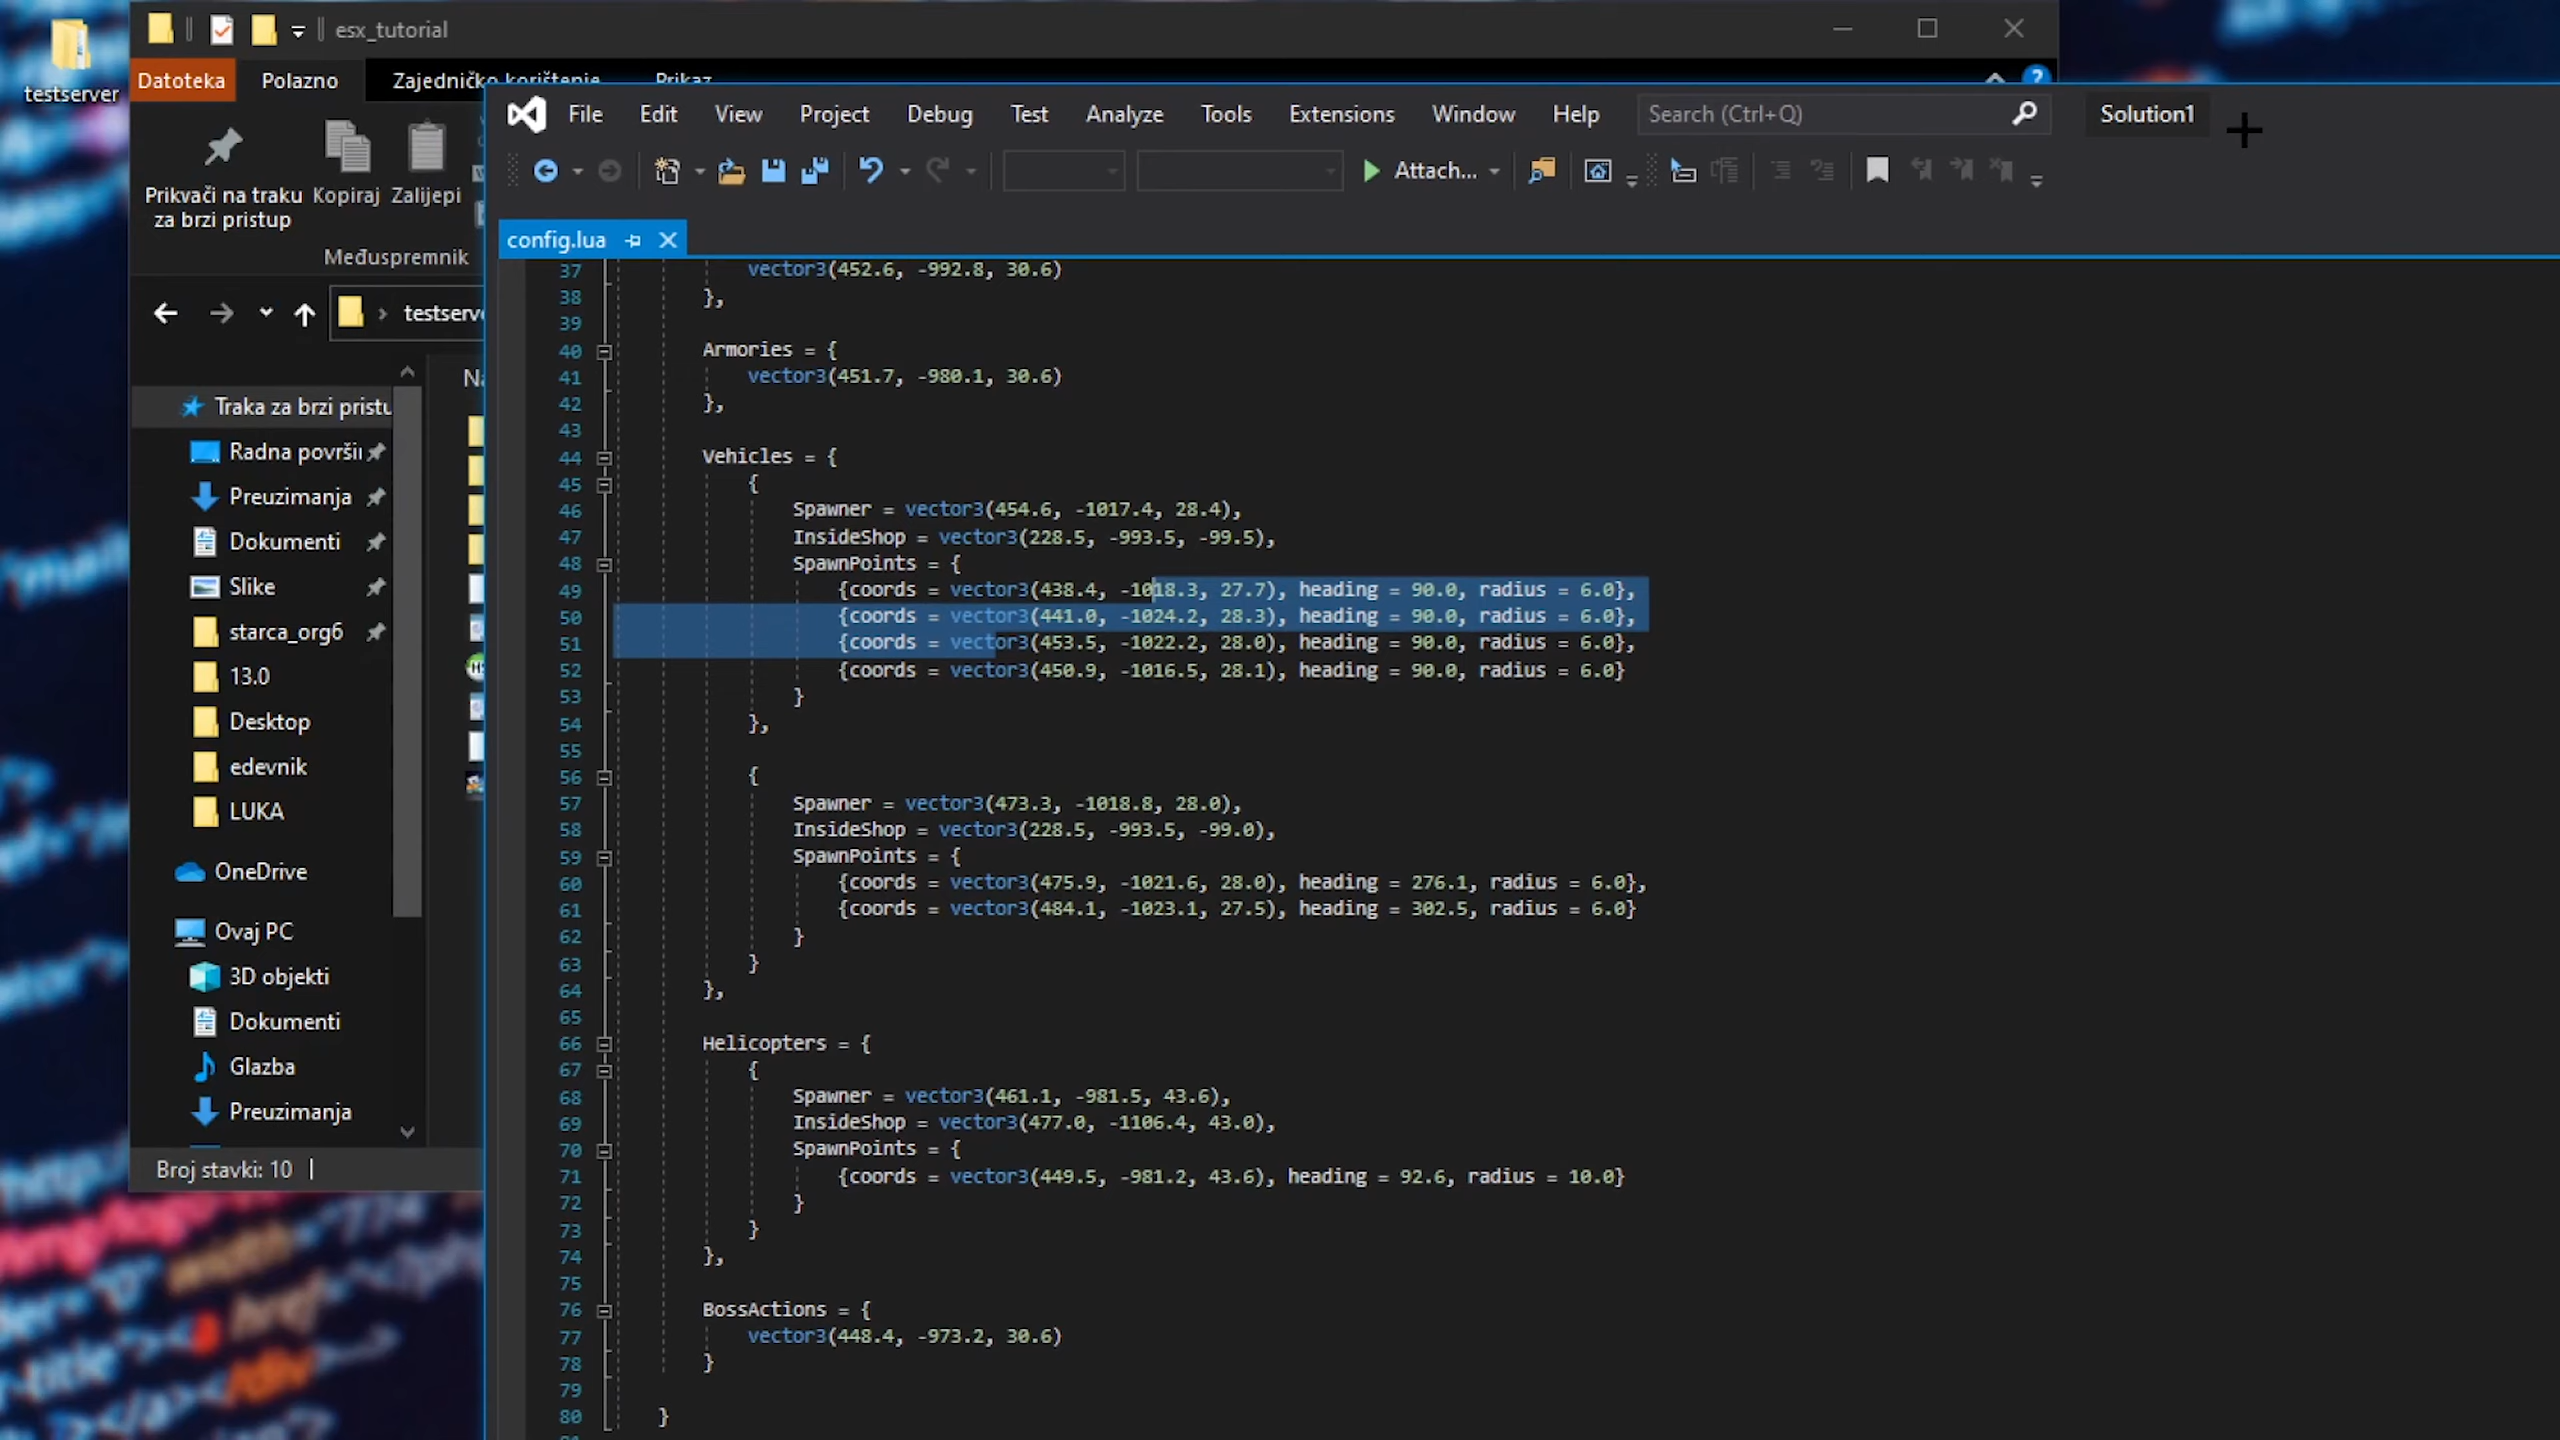 testserver
esx_tutorial
Datoteka Polazno Zajedničko korištenje Prikaz
Prikvači na traku za brzi pristup
Kopiraj
Zalijepi
Međuspremnik
testserv
Traka za brzi pristu
Radna površi
Preuzimanja
Dokumenti
Slike
starca_org6
13.0
Desktop
edevnik
LUKA
OneDrive
Ovaj PC
3D objekti
Dokumenti
Glazba
Preuzimanja
Broj stavki: 10
File Edit View Project Debug Test Analyze Tools Extensions Window Help Search (Ctrl+Q) Solution1
Attach...
config.lua
37 vector3(452.6, -992.8, 30.6)
38 },
39
40 Armories = {
41 vector3(451.7, -980.1, 30.6)
42 },
43
44 Vehicles = {
45 {
46 Spawner = vector3(454.6, -1017.4, 28.4),
47 InsideShop = vector3(228.5, -993.5, -99.5),
48 SpawnPoints = {
49 {coords = vector3(438.4, -1018.3, 27.7), heading = 90.0, radius = 6.0},
50 {coords = vector3(441.0, -1024.2, 28.3), heading = 90.0, radius = 6.0},
51 {coords = vector3(453.5, -1022.2, 28.0), heading = 90.0, radius = 6.0},
52 {coords = vector3(450.9, -1016.5, 28.1), heading = 90.0, radius = 6.0}
53 }
54 },
55
56 {
57 Spawner = vector3(473.3, -1018.8, 28.0),
58 InsideShop = vector3(228.5, -993.5, -99.0),
59 SpawnPoints = {
60 {coords = vector3(475.9, -1021.6, 28.0), heading = 276.1, radius = 6.0},
61 {coords = vector3(484.1, -1023.1, 27.5), heading = 302.5, radius = 6.0}
62 }
63 }
64 },
65
66 Helicopters = {
67 {
68 Spawner = vector3(461.1, -981.5, 43.6),
69 InsideShop = vector3(477.0, -1106.4, 43.0),
70 SpawnPoints = {
71 {coords = vector3(449.5, -981.2, 43.6), heading = 92.6, radius = 10.0}
72 }
73 }
74 },
75
76 BossActions = {
77 vector3(448.4, -973.2, 30.6)
78 }
79
80 }